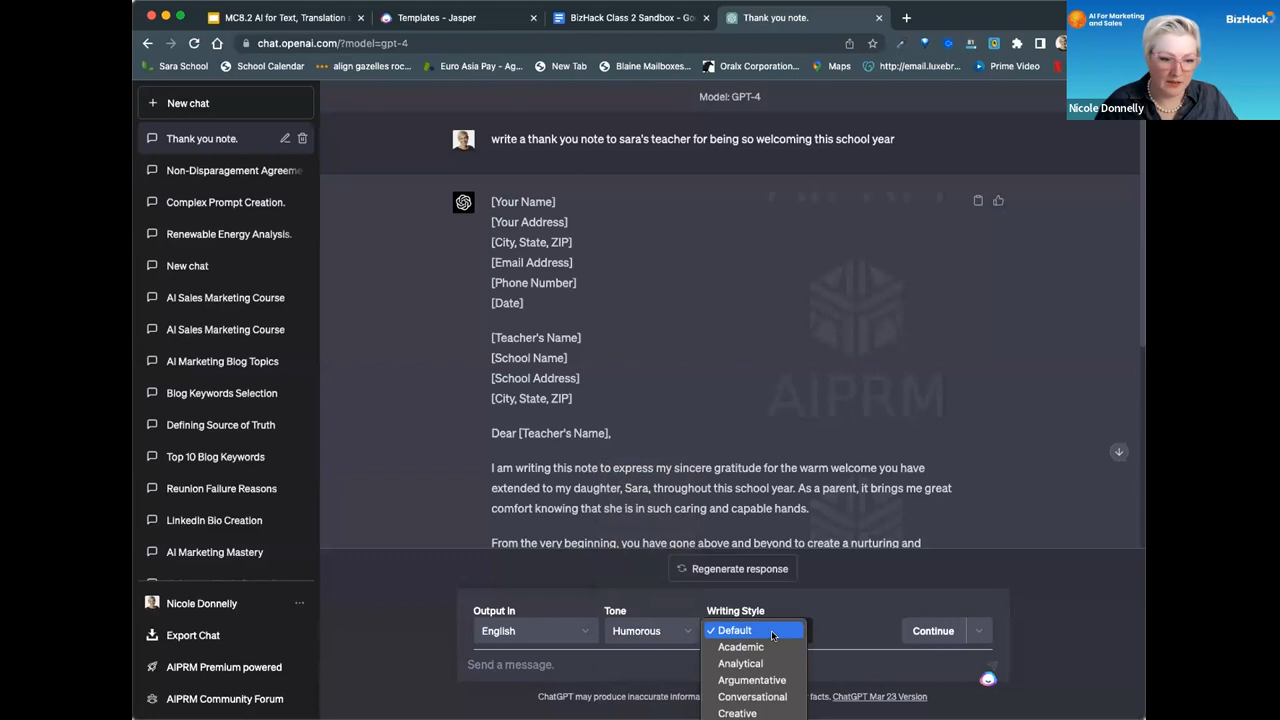 MC8.2 AI for Text, Translation
Templates - Jasper
BizHack Class 2 Sandbox - Go
Thank you note.
chat.openai.com/?model=gpt-4
Sara School
School Calendar
align gazelles roc...
Euro Asia Pay - Ag...
New Tab
Blaine Mailboxes...
Oralx Corporation...
Maps
http://email.luxebr...
Prime Video
AI For Marketing
and Sales
BizHack
Nicole Donnelly
New chat
Thank you note.
Non-Disparagement Agreeme
Complex Prompt Creation.
Renewable Energy Analysis.
New chat
AI Sales Marketing Course
AI Sales Marketing Course
AI Marketing Blog Topics
Blog Keywords Selection
Defining Source of Truth
Top 10 Blog Keywords
Reunion Failure Reasons
LinkedIn Bio Creation
AI Marketing Mastery
Nicole Donnelly
Export Chat
AIPRM Premium powered
AIPRM Community Forum
Model: GPT-4
write a thank you note to sara's teacher for being so welcoming this school year
[Your Name]
[Your Address]
[City, State, ZIP]
[Email Address]
[Phone Number]
[Date]
[Teacher's Name]
[School Name]
[School Address]
[City, State, ZIP]
AIPRM
Dear [Teacher's Name],
I am writing this note to express my sincere gratitude for the warm welcome you have
extended to my daughter, Sara, throughout this school year. As a parent, it brings me great
comfort knowing that she is in such caring and capable hands.
From the very beginning, you have gone above and beyond to create a nurturing and
Regenerate response
Output in
Tone
Writing Style
English
Humorous
Default
Academic
Analytical
Argumentative
Conversational
Creative
Continue
Send a message.
ChatGPT may produce inaccurate informa
facts. ChatGPT Mar 23 Version